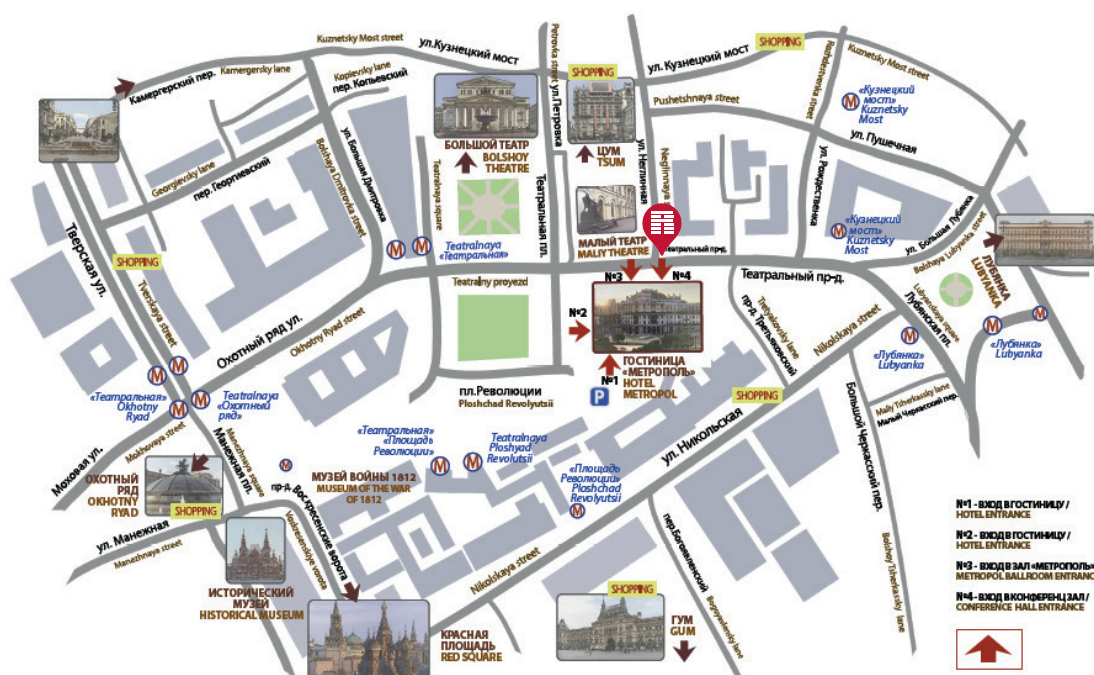 Kuznetsky Most street
ул.Кузнецкий мост
Petrovka street
ул.Петровка
SHOPPING
ул.Кузнецкий мост
SHOPPING
Rozhdestvenka street
Kuznetsky Most street
Камергерский пер.
Kamergersky lane
Kopievsky lane
пер. Копьевский
Pushetshnaya street
«Кузнецкий
мост»
Kuznetsky
Most
ул. Пушечная
БОЛЬШОЙ ТЕАТР
BOLSHOY
THEATRE
ЦУМ
TSUM
ул. Неглинная
Neglinnaya
Georgievsky lane
пер. Георгиевский
Bolshaya Dmitrovka street
ул.Большая Дмитровка
Teatralnaya square
Театральная пл.
МАЛЫЙ ТЕАТР
MALIY THEATRE
Театральный пр-д.
ул. Рождественка
«Кузнецкий
мост»
Kuznetsky
Most
ул. Большая Лубянка
Bolshaya Lubyanka street
ЛУБЯНКА
LUBYANKA
Тверская ул.
SHOPPING
Tverskaya street
Teatralnaya
«Театральная»
Teatralny proyezd
№3
№4
Театральный пр-д.
Lubyanskaya square
Лубянская пл.
Охотный ряд ул.
Okhotny Ryad street
№2
ГОСТИНИЦА
«МЕТРОПОЛЬ»
HOTEL
METROPOL
№1
P
Tretyakovsky lane
пр-д. Третьяковский
Nikolskaya street
«Лубянка»
Lubyanka
«Лубянка»
Lubyanka
«Театральная»
Okhotny
Ryad
Teatralnaya
«Охотный
ряд»
пл.Революции
Ploshchad Revolyutsii
SHOPPING
ул. Никольская
Maliy Tsherkassky lane
Малый Черкасский пер.
Большой Черкасский пер.
Bolshoy Tsherkassky lane
Моховая ул.
Mokhovaya street
Manezhnaya square
Манежная пл.
«Театральная»
«Площадь
Революции»
Teatralnaya
Ploshyad
Revolutsii
«Площадь
Революции»
Ploshchad
Revolyutsii
МУЗЕЙ ВОЙНЫ 1812
MUSEUM OF THE WAR
OF 1812
ОХОТНЫЙ
РЯД
OKHOTNY
RYAD
SHOPPING
пр-д. Воскресенские ворота
Voskresenskiye vorota
ул. Манежная
Manezhnaya street
ИСТОРИЧЕСКИЙ
МУЗЕЙ
HISTORICAL MUSEUM
Nikolskaya street
КРАСНАЯ
ПЛОЩАДЬ
RED SQUARE
SHOPPING
ГУМ
GUM
пер.Богоявленский
Bogoyavlensky lane
№1 - ВХОД В ГОСТИНИЦУ /
HOTEL ENTRANCE
№2 - ВХОД В ГОСТИНИЦУ /
HOTEL ENTRANCE
№3 - ВХОД В ЗАЛ «МЕТРОПОЛЬ»
METROPOL BALLROOM ENTRANC
№4 - ВХОД В КОНФЕРЕНЦ ЗАЛ /
CONFERENCE HALL ENTRANCE